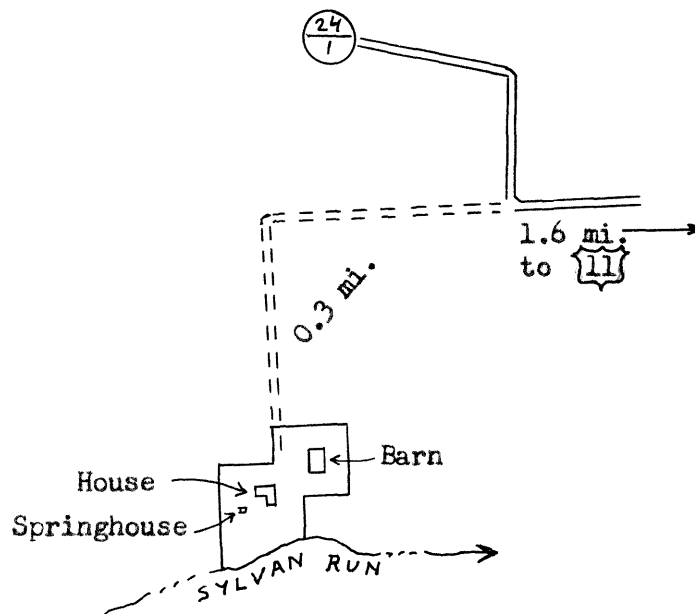 24
1
1.6 mi.
to 11
0.3 mi.
Barn
House
Springhouse
SYLVAN RUN